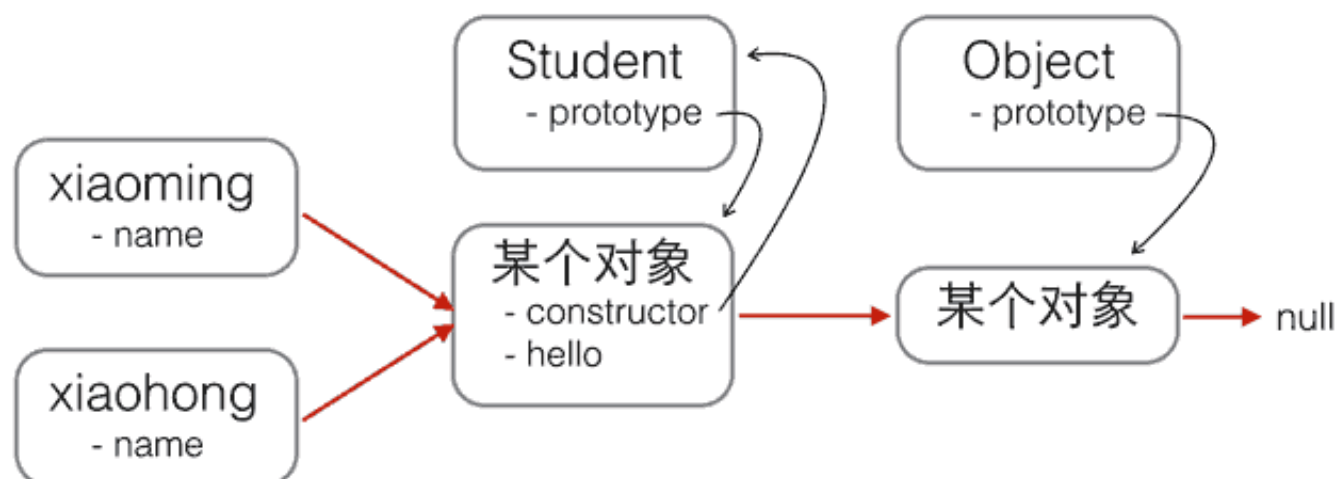 Student
- prototype
Object
- prototype
xiaoming
- name
某个对象
- constructor
- hello
某个对象
null
xiaohong
- name